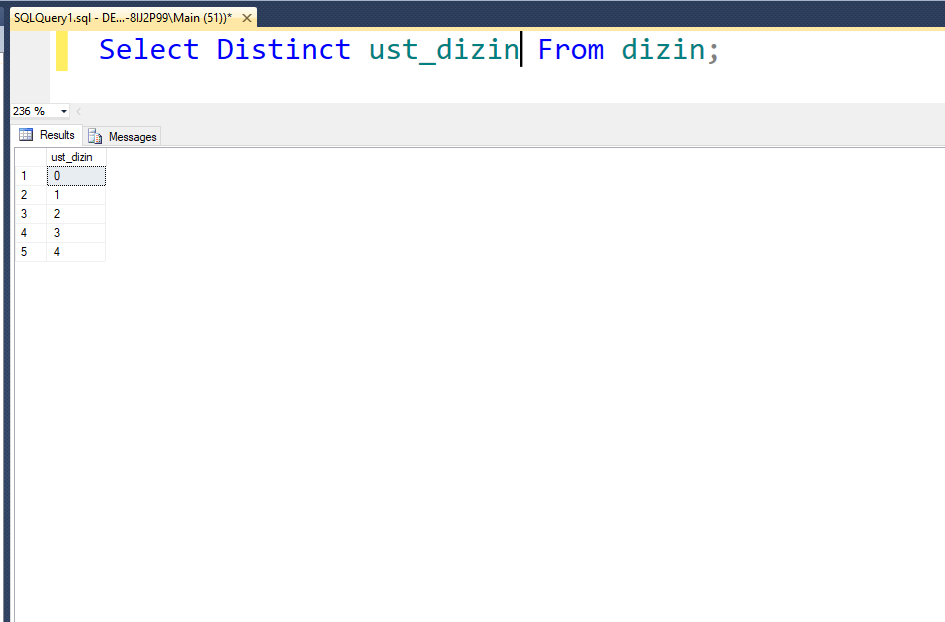 SQLQuery1.sql - DE...-8IJ2P99\Main (51))* ×
Select Distinct ust_dizin From dizin;
236 %
Results Messages
ust_dizin
1 0
2 1
3 2
4 3
5 4